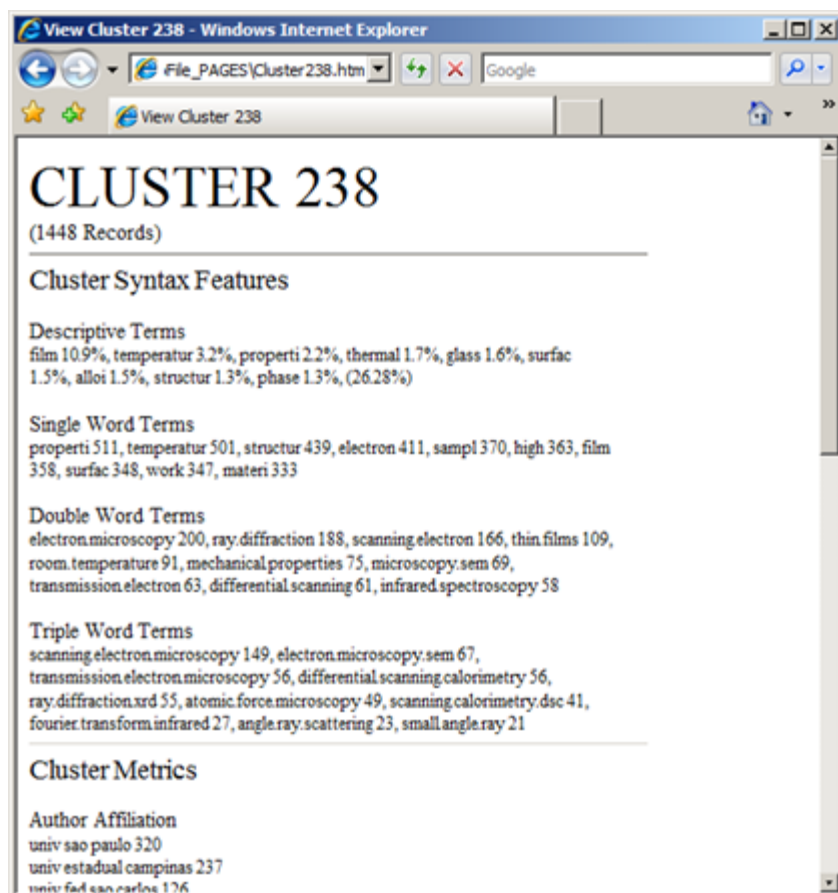 View Cluster 238 - Windows Internet Explorer
File_PAGES\Cluster238.htm
Google
View Cluster 238
»
CLUSTER 238
(1448 Records)
Cluster Syntax Features
Descriptive Terms
film 10.9%, temperatur 3.2%, properti 2.2%, thermal 1.7%, glass 1.6%, surfac
1.5%, alloi 1.5%, structur 1.3%, phase 1.3%, (26.28%)
Single Word Terms
properti 511, temperatur 501, structur 439, electron 411, sampl 370, high 363, film
358, surfac 348, work 347, materi 333
Double Word Terms
electron.microscopy 200, ray.diffraction 188, scanning.electron 166, thin.films 109,
room.temperature 91, mechanical.properties 75, microscopy.sem 69,
transmission.electron 63, differential.scanning 61, infrared.spectroscopy 58
Triple Word Terms
scanning.electron.microscopy 149, electron.microscopy.sem 67,
transmission.electron.microscopy 56, differential.scanning.calorimetry 56,
ray.diffraction.xrd 55, atomic.force.microscopy 49, scanning.calorimetry.dsc 41,
fourier.transform.infrared 27, angle.ray.scattering 23, small.angle.ray 21
Cluster Metrics
Author Affiliation
univ sao paulo 320
univ estadual campinas 237
univ fed sao carlos 126